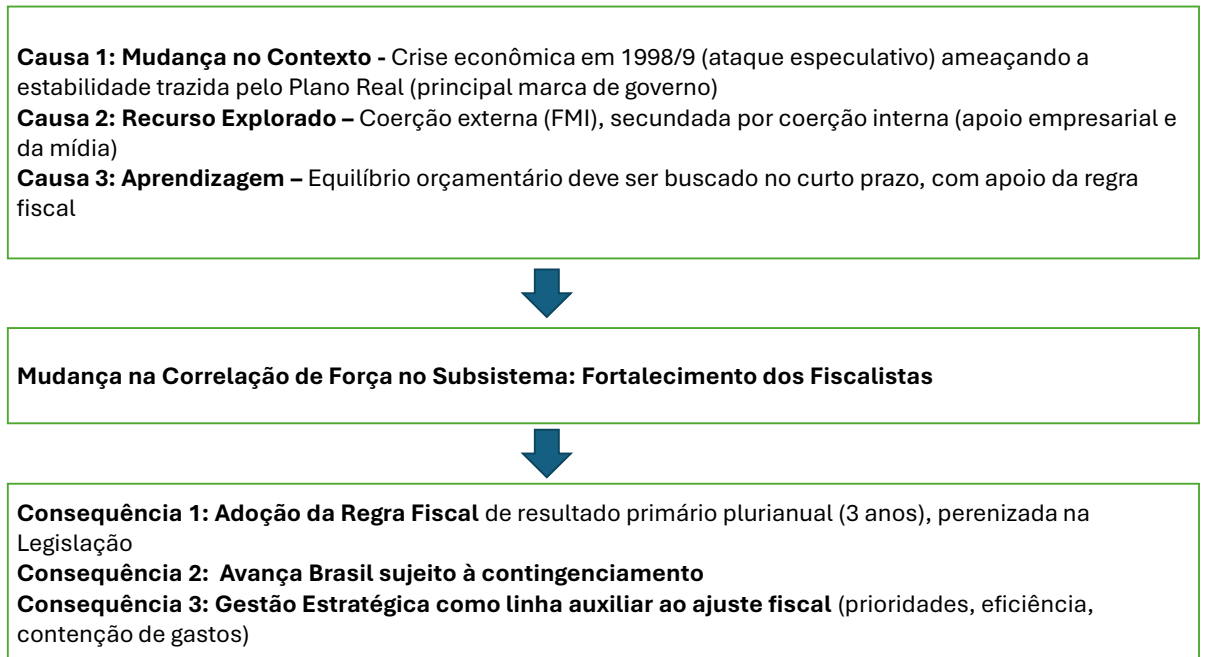 Causa 1: Mudança no Contexto - Crise econômica em 1998/9 (ataque especulativo) ameaçando a
estabilidade trazida pelo Plano Real (principal marca de governo)
Causa 2: Recurso Explorado – Coerção externa (FMI), secundada por coerção interna (apoio empresarial e
da mídia)
Causa 3: Aprendizagem – Equilíbrio orçamentário deve ser buscado no curto prazo, com apoio da regra
fiscal
Mudança na Correlação de Força no Subsistema: Fortalecimento dos Fiscalistas
Consequência 1: Adoção da Regra Fiscal de resultado primário plurianual (3 anos), perenizada na
Legislação
Consequência 2: Avança Brasil sujeito à contingenciamento
Consequência 3: Gestão Estratégica como linha auxiliar ao ajuste fiscal (prioridades, eficiência,
contenção de gastos)